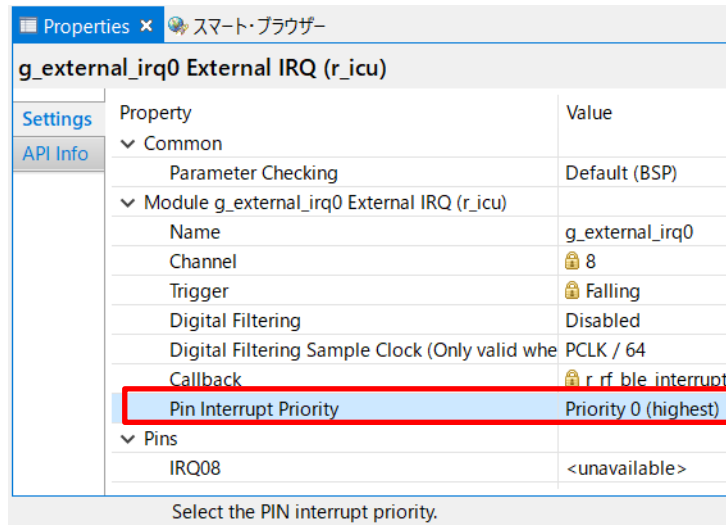 Properties × スマート・ブラウザー
g_external_irq0 External IRQ (r_icu)
Settings
API Info
Property Value
Common
Parameter Checking Default (BSP)
Module g_external_irq0 External IRQ (r_icu)
Name g_external_irq0
Channel 8
Trigger Falling
Digital Filtering Disabled
Digital Filtering Sample Clock (Only valid whe PCLK / 64
Callback r_rf_ble_interrupt
Pin Interrupt Priority Priority 0 (highest)
Pins
IRQ08 <unavailable>
Select the PIN interrupt priority.